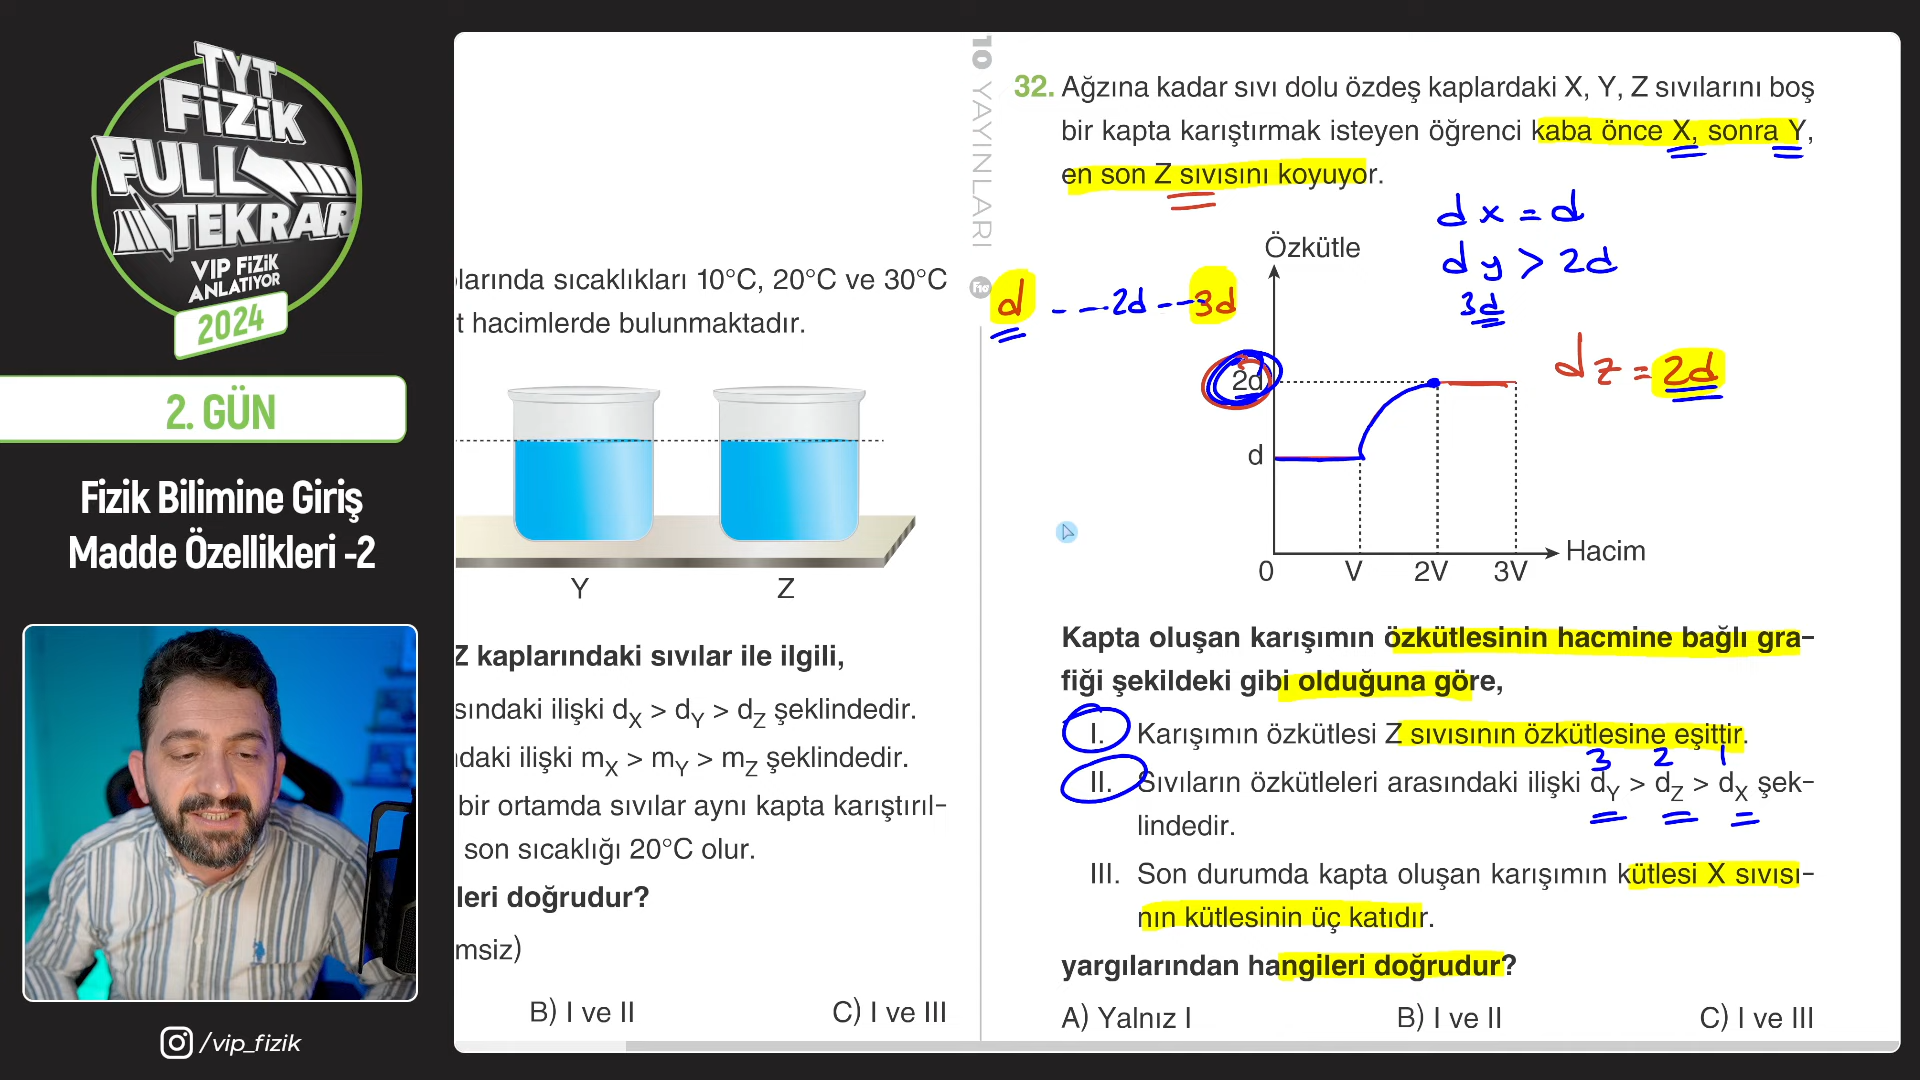 TYT
FiZiK
FULL
TEKRAR
VIP FiZiK
ANLATIYOR
2024
2. GÜN
Fizik Bilimine Giriş
Madde Özellikleri -2
/vip_fizik
larında sıcaklıkları 10°C, 20°C ve 30°C
t hacimlerde bulunmaktadır.
Y Z
Z kaplarındaki sıvılar ile ilgili,
sındaki ilişki dX > dY > dZ şeklindedir.
daki ilişki mX > mY > mZ şeklindedir.
bir ortamda sıvılar aynı kapta karıştırıl-
son sıcaklığı 20°C olur.
leri doğrudur?
msiz)
B) I ve II C) I ve III
10 YAYINLARI
F10
32. Ağzına kadar sıvı dolu özdeş kaplardaki X, Y, Z sıvılarını boş
bir kapta karıştırmak isteyen öğrenci kaba önce X, sonra Y,
en son Z sıvısını koyuyor.
dx = d
dy > 2d
3d
d - - - 2d - - 3d
dz = 2d
Özkütle
2d
d
0 V 2V 3V
Hacim
Kapta oluşan karışımın özkütlesinin hacmine bağlı gra-
fiği şekildeki gibi olduğuna göre,
I. Karışımın özkütlesi Z sıvısının özkütlesine eşittir.
3 2 1
II. Sıvıların özkütleleri arasındaki ilişki dY > dZ > dX şek-
lindedir.
III. Son durumda kapta oluşan karışımın kütlesi X sıvısı-
nın kütlesinin üç katıdır.
yargılarından hangileri doğrudur?
A) Yalnız I B) I ve II C) I ve III